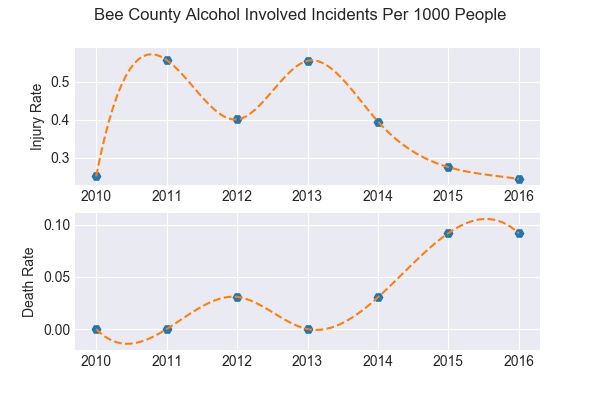 Bee County Alcohol Involved Incidents Per 1000 People
Injury Rate
0.5
0.4
0.3
2010 2011 2012 2013 2014 2015 2016
Death Rate
0.10
0.05
0.00
2010 2011 2012 2013 2014 2015 2016